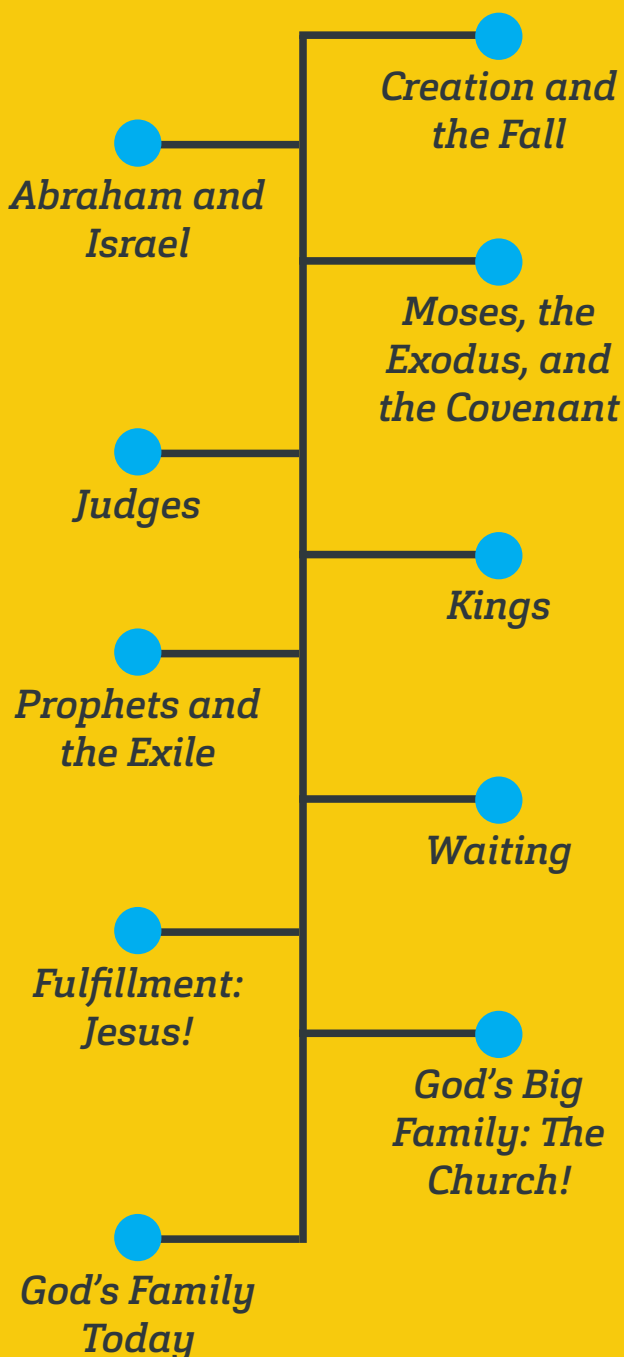 Creation and
the Fall
Abraham and
Israel
Moses, the
Exodus, and
the Covenant
Judges
Kings
Prophets and
the Exile
Waiting
Fulfillment:
Jesus!
God’s Big
Family: The
Church!
God’s Family
Today